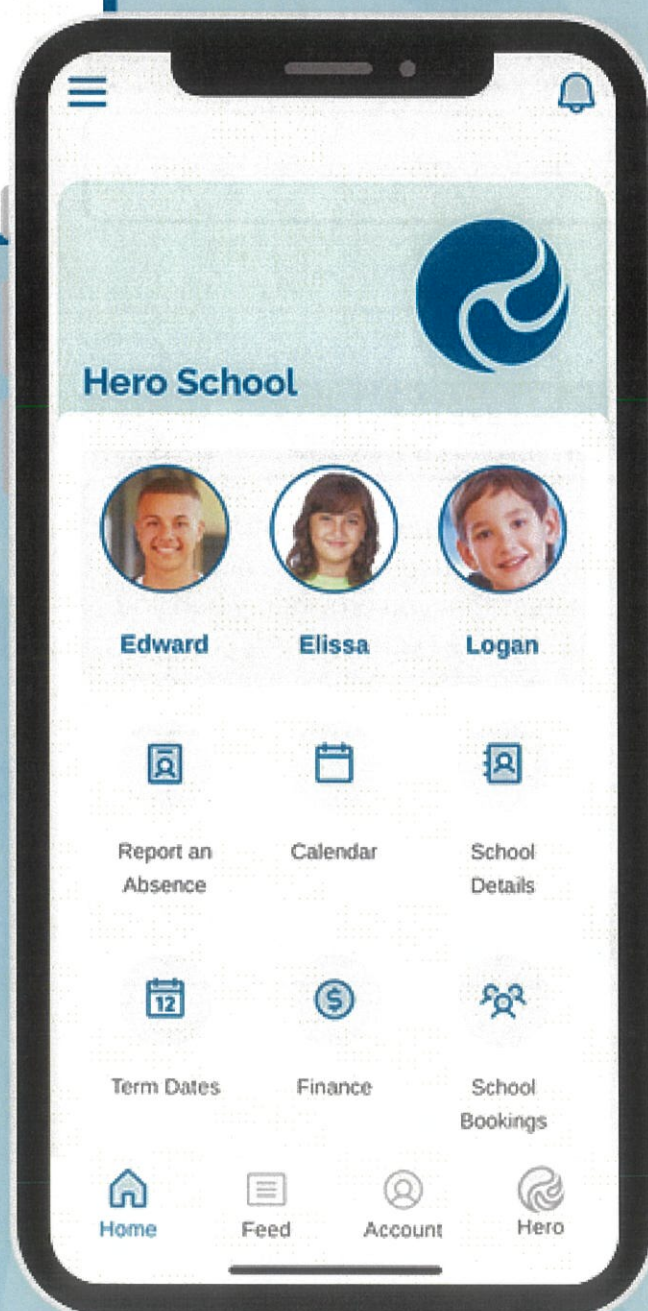 Hero School
Edward Elissa Logan
Report an Absence
Calendar
School Details
12
Term Dates
Finance
School Bookings
Home Feed Account Hero